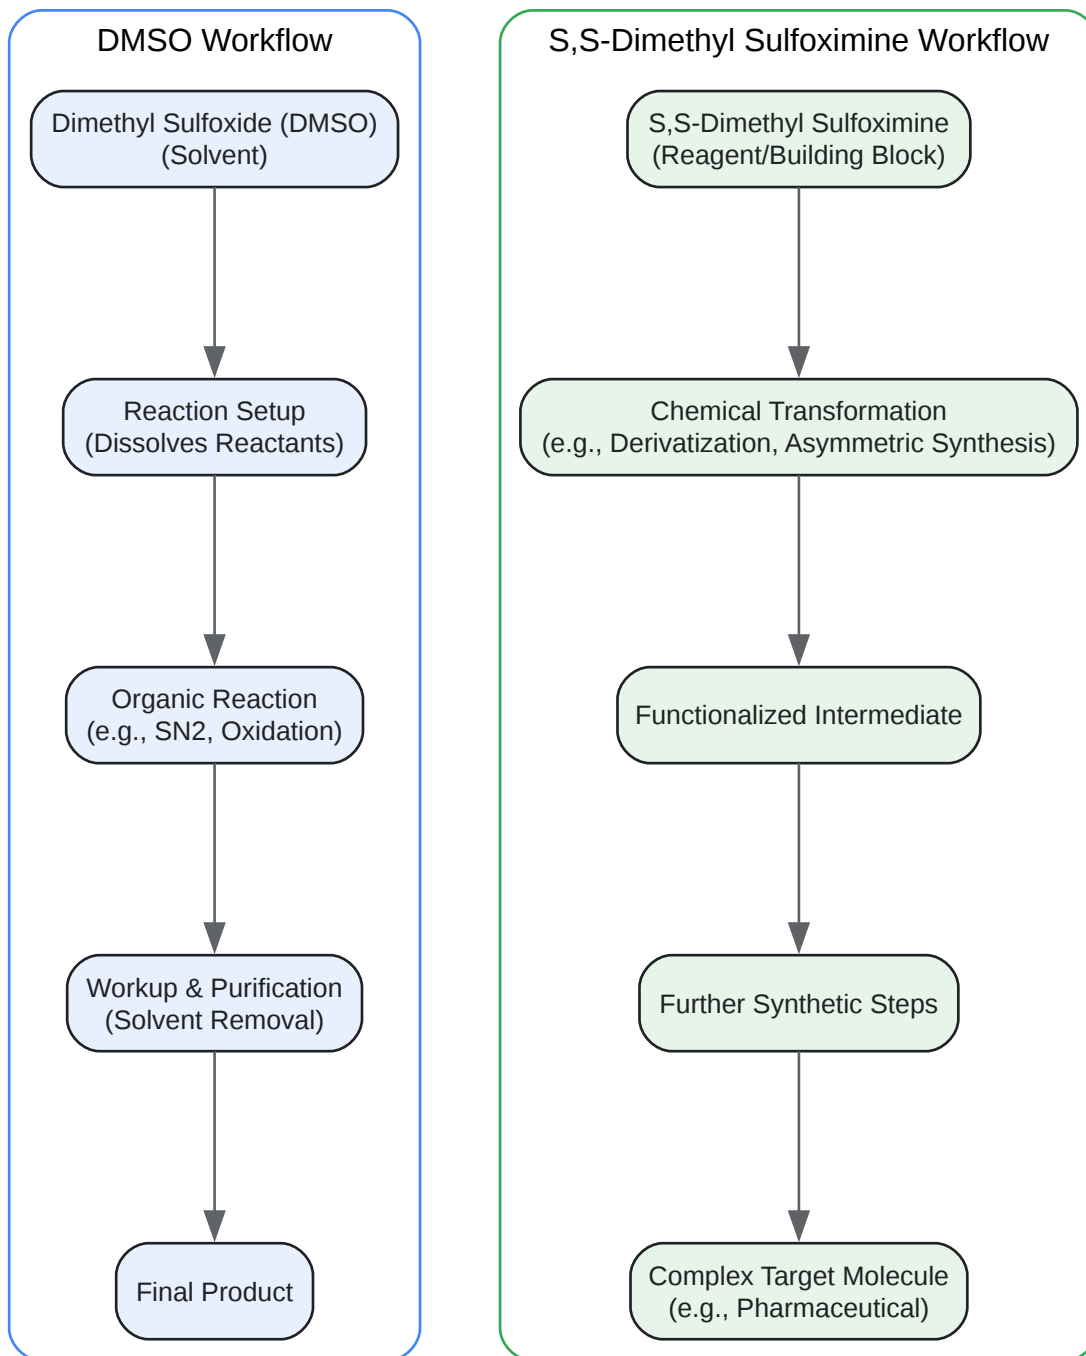 DMSO Workflow
Dimethyl Sulfoxide (DMSO)
(Solvent)
Reaction Setup
(Dissolves Reactants)
Organic Reaction
(e.g., SN2, Oxidation)
Workup & Purification
(Solvent Removal)
Final Product
S,S-Dimethyl Sulfoximine Workflow
S,S-Dimethyl Sulfoximine
(Reagent/Building Block)
Chemical Transformation
(e.g., Derivatization, Asymmetric Synthesis)
Functionalized Intermediate
Further Synthetic Steps
Complex Target Molecule
(e.g., Pharmaceutical)